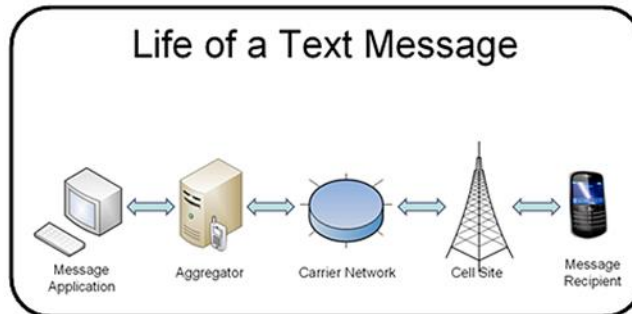 Life of a Text Message
Message
Application
Aggregator
Carrier Network
Cell Site
Message
Recipient